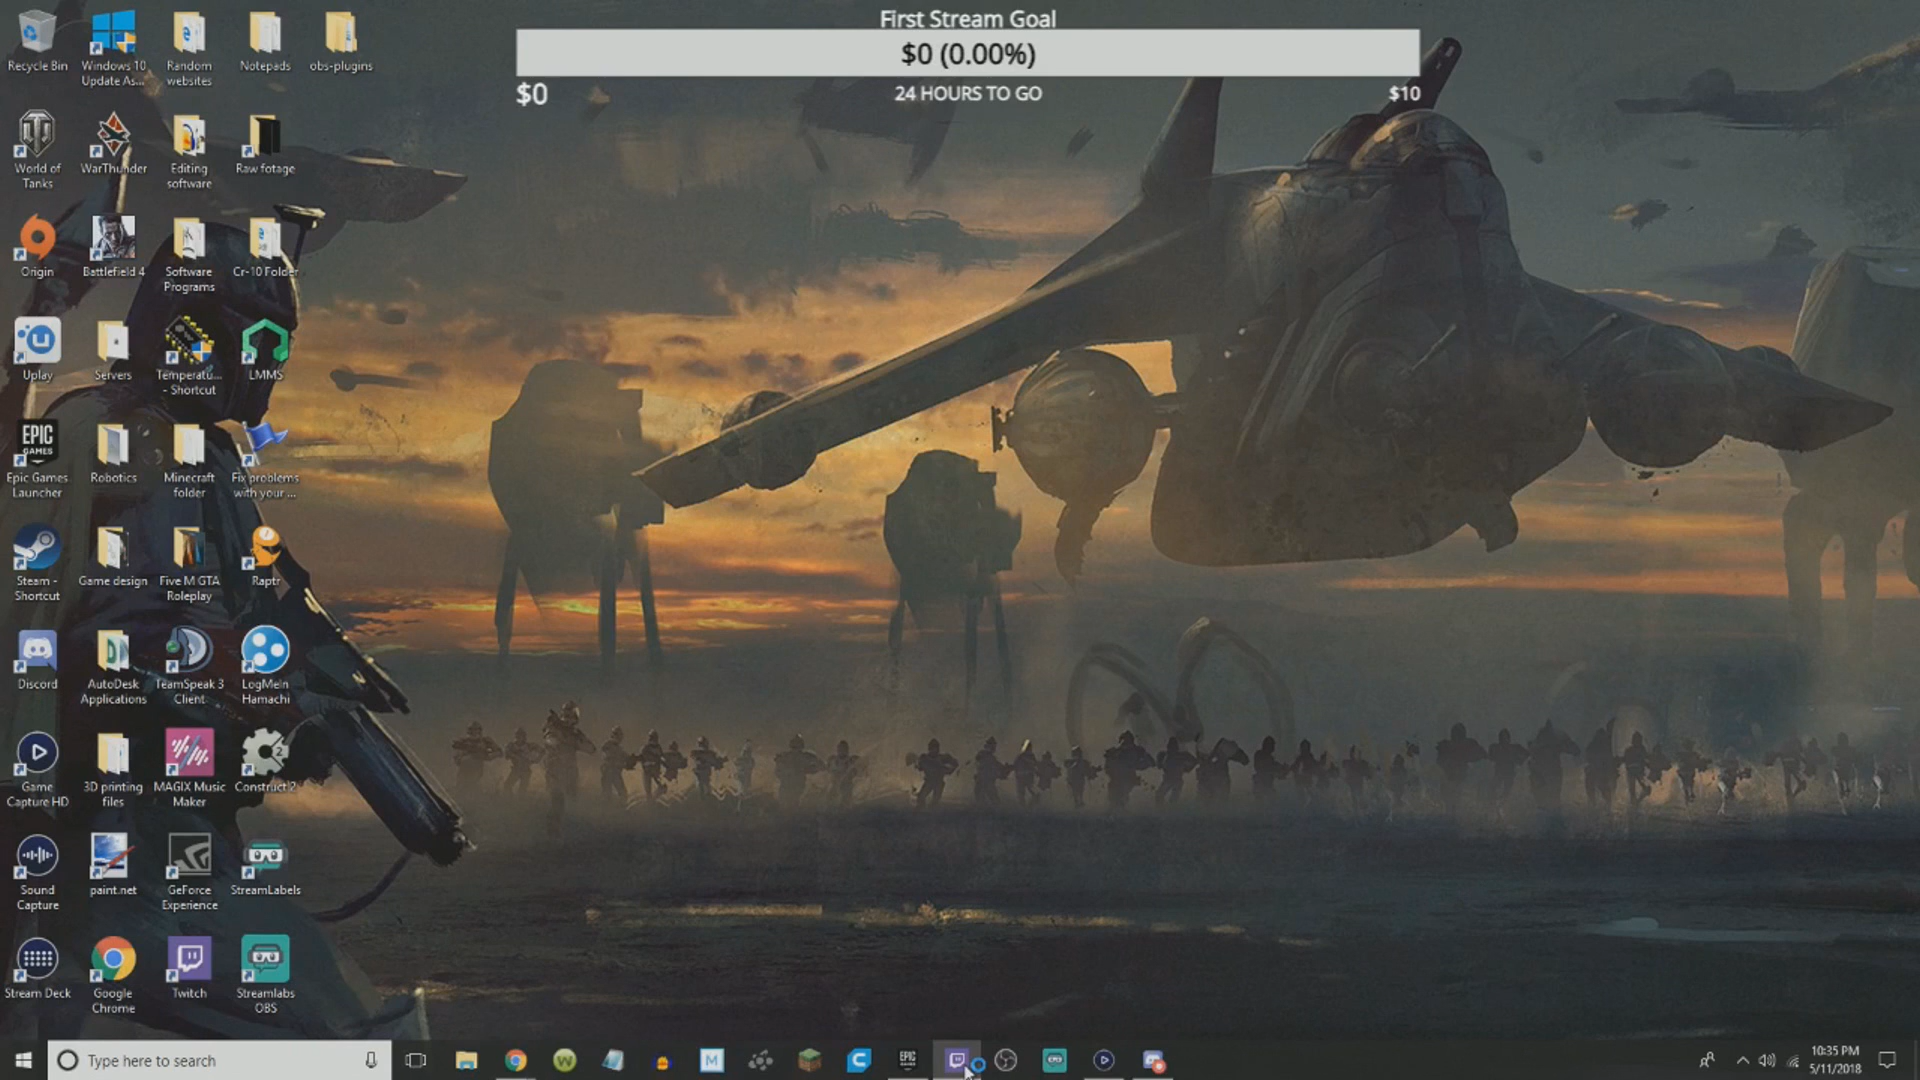 First Stream Goal
$0 (0.00%)
$0
24 HOURS TO GO
$10
Recycle Bin
Windows 10
Update As...
Random
websites
Notepads
obs-plugins
World of
Tanks
WarThunder
Editing
software
Raw fotage
Origin
Battlefield 4
Software
Programs
Cr-10 Folder
Uplay
Servers
Temperatu...
- Shortcut
LMMS
EPIC
GAMES
Epic Games
Launcher
Robotics
Minecraft
folder
Fix problems
with your ...
Steam -
Shortcut
Game design
Five M GTA
Roleplay
Raptr
Discord
AutoDesk
Applications
TeamSpeak 3
Client
LogMeIn
Hamachi
Game
Capture HD
3D printing
files
MAGIX Music
Maker
2
Construct 2
Sound
Capture
paint.net
GeForce
Experience
StreamLabels
Stream Deck
Google
Chrome
Twitch
Streamlabs
OBS
Type here to search
W
M
EPIC
10:35 PM
5/11/2018